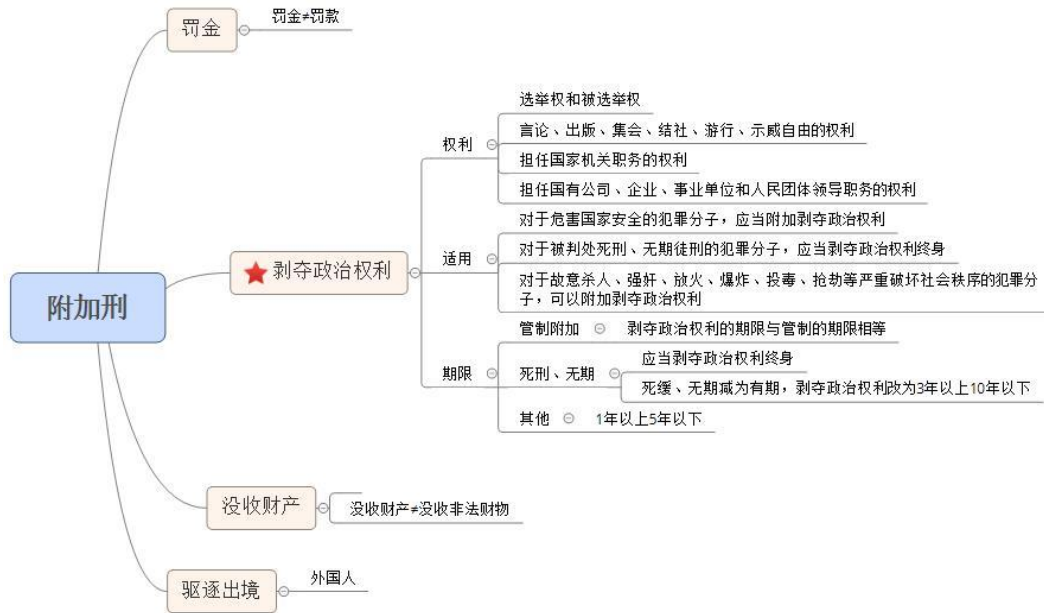 附加刑
罚金
罚金≠罚款
剥夺政治权利
权利
选举权和被选举权
言论、出版、集会、结社、游行、示威自由的权利
担任国家机关职务的权利
担任国有公司、企业、事业单位和人民团体领导职务的权利
适用
对于危害国家安全的犯罪分子，应当附加剥夺政治权利
对于被判处死刑、无期徒刑的犯罪分子，应当剥夺政治权利终身
对于故意杀人、强奸、放火、爆炸、投毒、抢劫等严重破坏社会秩序的犯罪分
子，可以附加剥夺政治权利
期限
管制附加
剥夺政治权利的期限与管制的期限相等
死刑、无期
应当剥夺政治权利终身
死缓、无期减为有期，剥夺政治权利改为3年以上10年以下
其他
1年以上5年以下
没收财产
没收财产≠没收非法财物
驱逐出境
外国人